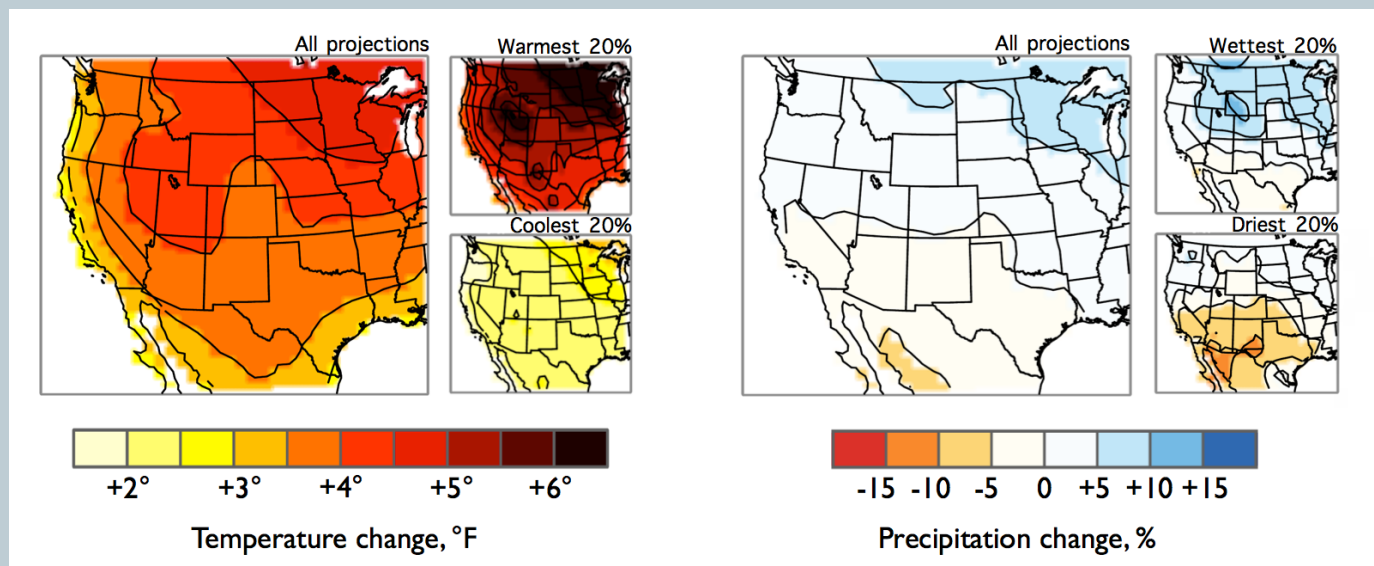 All projections
Warmest 20%
Coolest 20%
+2° +3° +4° +5° +6°
Temperature change, °F
All projections
Wettest 20%
Driest 20%
-15 -10 -5 0 +5 +10 +15
Precipitation change, %